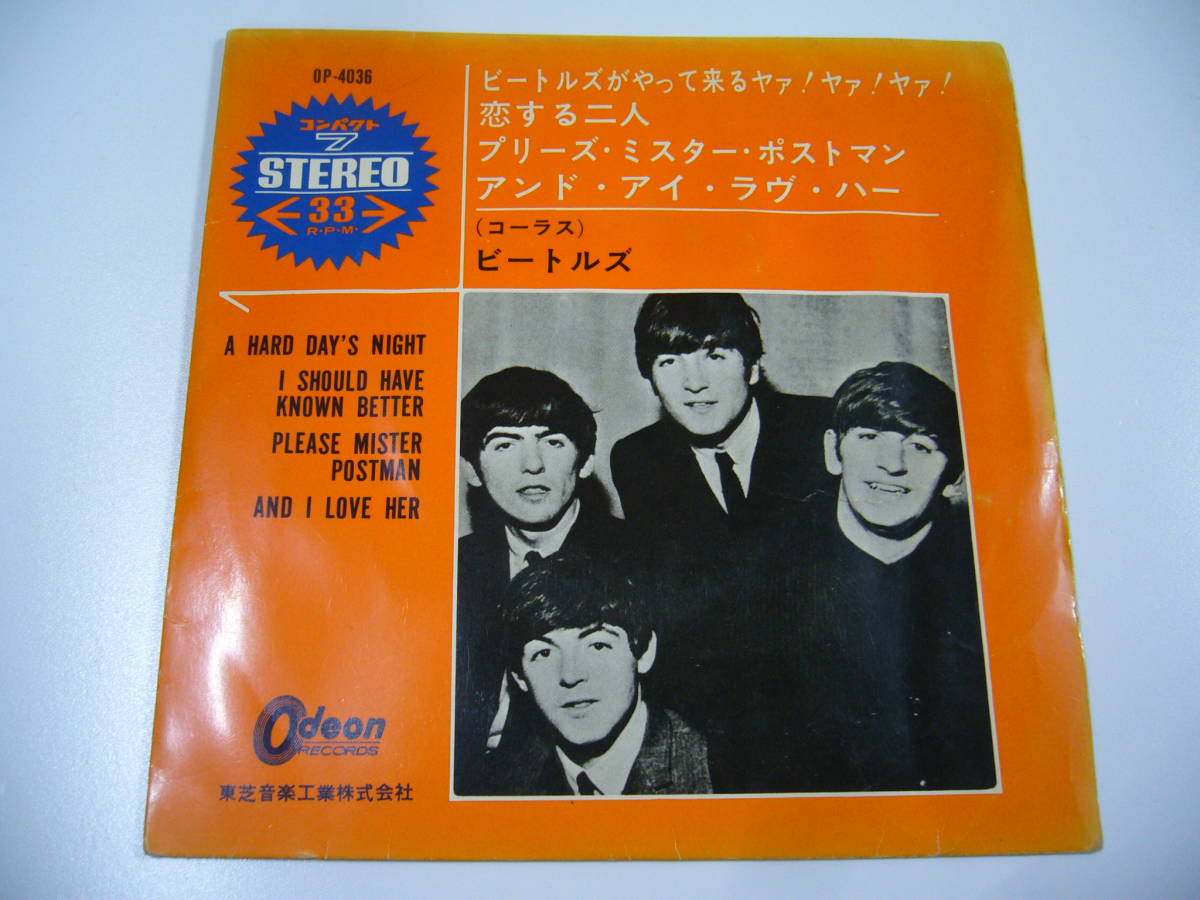 OP-4036
コンパクト
7
STEREO
33
R・P・M・
ビートルズがやって来るヤァ!ヤァ!ヤァ!
恋する二人
プリーズ・ミスター・ポストマン
アンド・アイ・ラヴ・ハー
(コーラス)
ビートルズ
A HARD DAY'S NIGHT
I SHOULD HAVE
KNOWN BETTER
PLEASE MISTER
POSTMAN
AND I LOVE HER
Odeon
RECORDS
東芝音楽工業株式会社